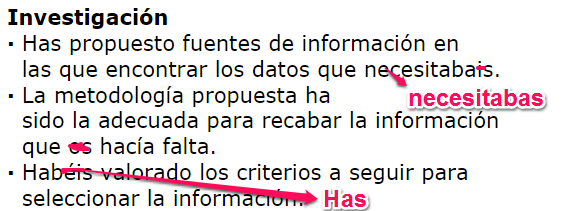 Investigación
· Has propuesto fuentes de información en
las que encontrar los datos que necesitabais.
necesitabas
· La metodología propuesta ha
sido la adecuada para recabar la información
que os hacía falta.
· Habéis valorado los criterios a seguir para
seleccionar la información.
Has